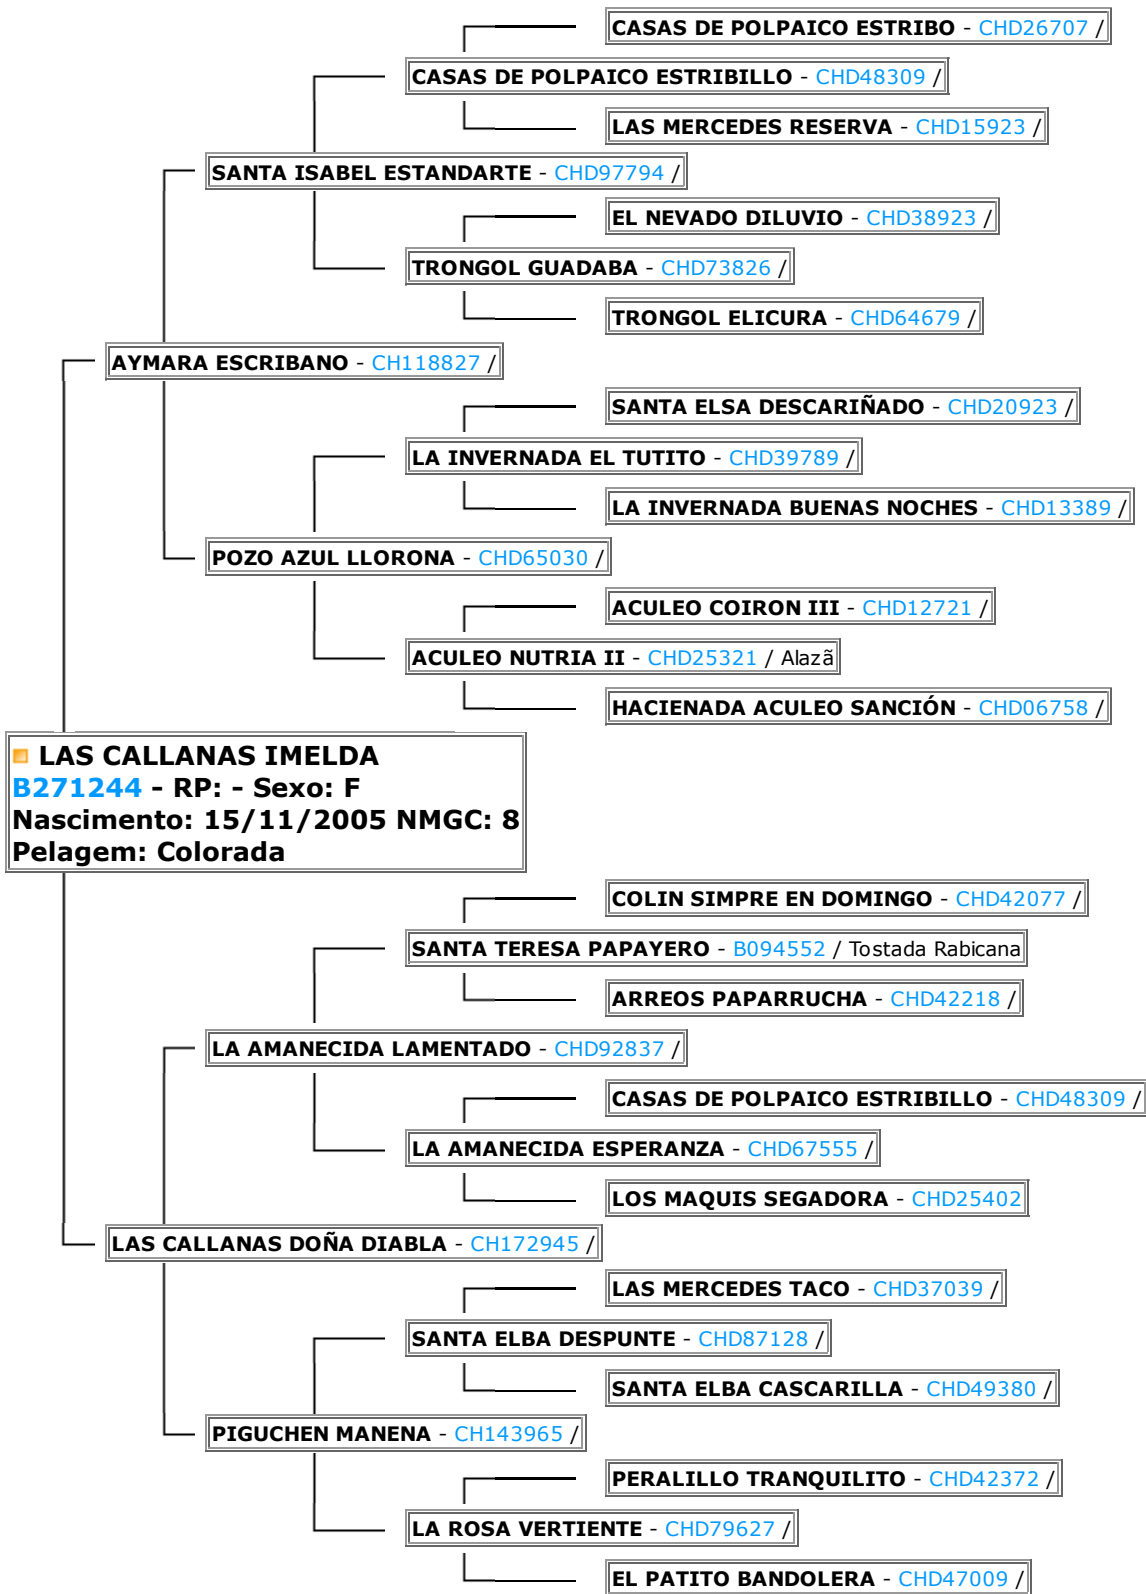 CASAS DE POLPAICO ESTRIBO - CHD26707 /
CASAS DE POLPAICO ESTRIBILLO - CHD48309 /
LAS MERCEDES RESERVA - CHD15923 /
SANTA ISABEL ESTANDARTE - CHD97794 /
EL NEVADO DILUVIO - CHD38923 /
TRONGOL GUADABA - CHD73826 /
TRONGOL ELICURA - CHD64679 /
AYMARA ESCRIBANO - CH118827 /
SANTA ELSA DESCARIÑADO - CHD20923 /
LA INVERNADA EL TUTITO - CHD39789 /
LA INVERNADA BUENAS NOCHES - CHD13389 /
POZO AZUL LLORONA - CHD65030 /
ACULEO COIRON III - CHD12721 /
ACULEO NUTRIA II - CHD25321 / Alazã
HACIENADA ACULEO SANCIÓN - CHD06758 /
LAS CALLANAS IMELDA
B271244 - RP: - Sexo: F
Nascimento: 15/11/2005 NMGC: 8
Pelagem: Colorada
COLIN SIMPRE EN DOMINGO - CHD42077 /
SANTA TERESA PAPAYERO - B094552 / Tostada Rabicana
ARREOS PAPARRUCHA - CHD42218 /
LA AMANECIDA LAMENTADO - CHD92837 /
CASAS DE POLPAICO ESTRIBILLO - CHD48309 /
LA AMANECIDA ESPERANZA - CHD67555 /
LOS MAQUIS SEGADORA - CHD25402
LAS CALLANAS DOÑA DIABLA - CH172945 /
LAS MERCEDES TACO - CHD37039 /
SANTA ELBA DESPUNTE - CHD87128 /
SANTA ELBA CASCARILLA - CHD49380 /
PIGUCHEN MANENA - CH143965 /
PERALILLO TRANQUILITO - CHD42372 /
LA ROSA VERTIENTE - CHD79627 /
EL PATITO BANDOLERA - CHD47009 /